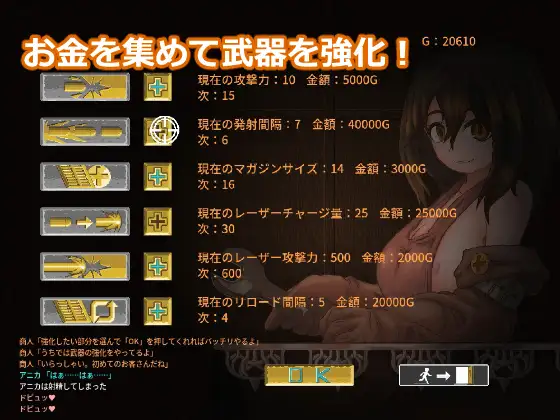 お金を集めて武器を強化！
G：20610
現在の攻撃力：10　金額：5000G
次：15
現在の発射間隔：7　金額：40000G
次：6
現在のマガジンサイズ：14　金額：3000G
次：16
現在のレーザーチャージ量：25　金額：25000G
次：30
現在のレーザー攻撃力：500　金額：2000G
次：600
現在のリロード間隔：5　金額：20000G
次：4
商人「強化したい部分を選んで「OK」を押してくれればバッチリやるよ」
商人「うちでは武器の強化をやってるよ」
商人「いらっしゃい。初めてのお客さんだね」
アニカ「はぁ……はぁ……」
アニカは射精してしまった
ドビュッ♥
ドビュッ♥
OK